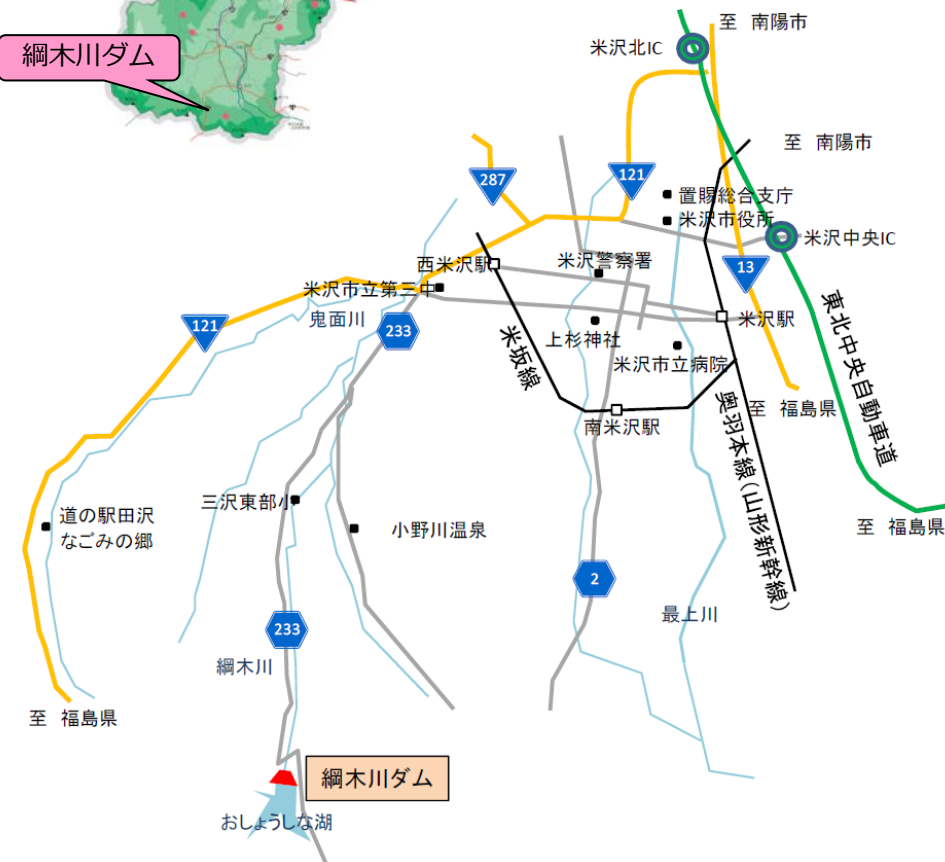 綱木川ダム
至 南陽市
米沢北IC
至 南陽市
287
121
置賜総合支庁
米沢市役所
米沢中央IC
西米沢駅
米沢警察署
13
米沢市立第三中
121
鬼面川
233
米坂線
上杉神社
米沢駅
米沢市立病院
東北中央自動車道
至 福島県
南米沢駅
奥羽本線(山形新幹線)
三沢東部小
道の駅田沢
なごみの郷
小野川温泉
至 福島県
2
最上川
233
綱木川
至 福島県
綱木川ダム
おしょうしな湖